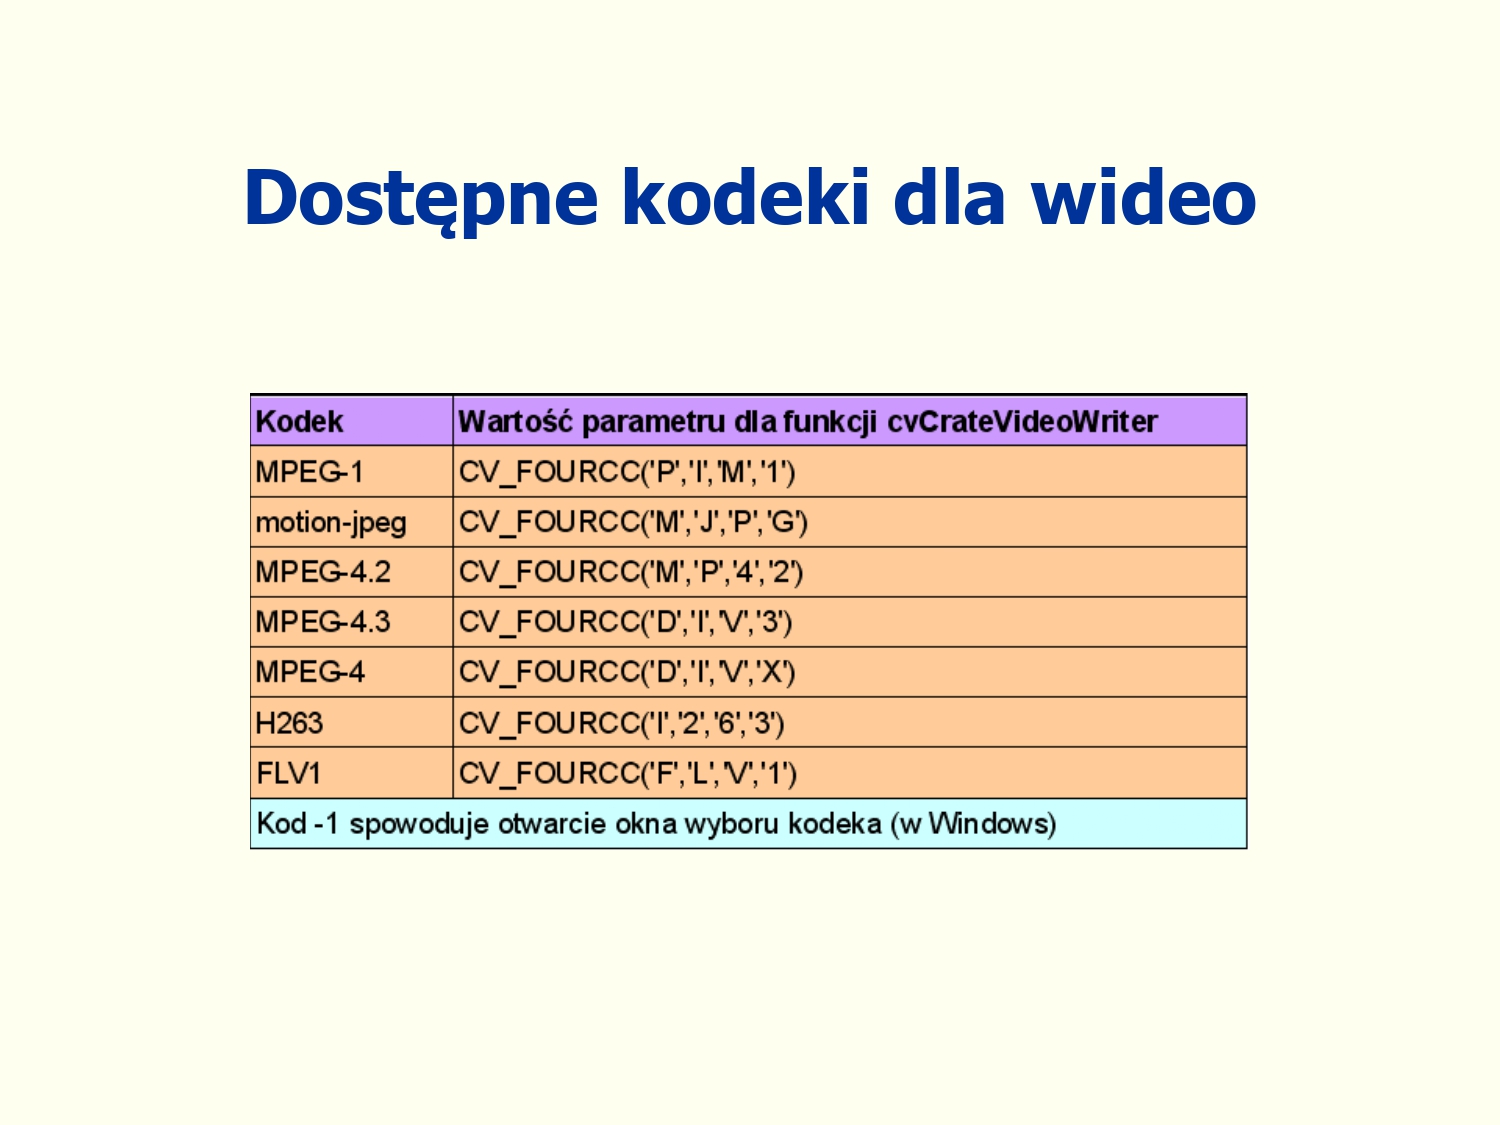 Dostępne kodeki dla wideo
Kodek Wartość parametru dla funkcji cvCrateVideoWriter
MPEG-1 CV_FOURCC('P','I','M','1')
motion-jpeg CV_FOURCC('M','J','P','G')
MPEG-4.2 CV_FOURCC('M','P','4','2')
MPEG-4.3 CV_FOURCC('D','I','V','3')
MPEG-4 CV_FOURCC('D','I','V','X')
H263 CV_FOURCC('I','2','6','3')
FLV1 CV_FOURCC('F','L','V','1')
Kod -1 spowoduje otwarcie okna wyboru kodeka (w Windows)